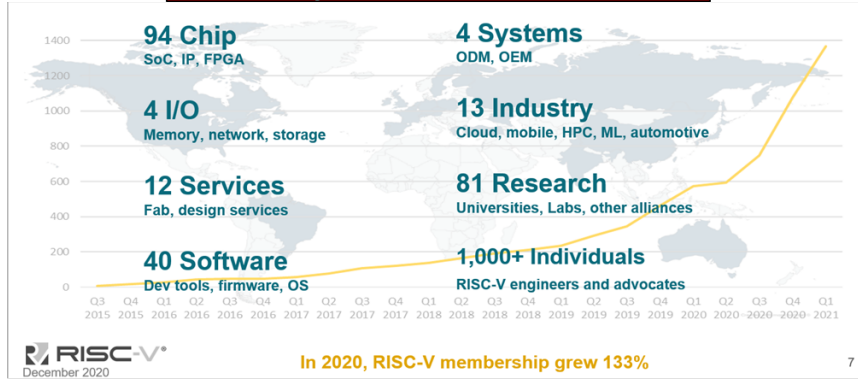 94 Chip
SoC, IP, FPGA
4 Systems
ODM, OEM
4 I/O
Memory, network, storage
13 Industry
Cloud, mobile, HPC, ML, automotive
12 Services
Fab, design services
81 Research
Universities, Labs, other alliances
40 Software
Dev tools, firmware, OS
1,000+ Individuals
RISC-V engineers and advocates
1400
1200
1000
800
600
400
200
0
Q3 Q4 Q1 Q2 Q3 Q4 Q1 Q2 Q3 Q4 Q1 Q2 Q3 Q4 Q1 Q2 Q3 Q4 Q1 Q2 Q3 Q4 Q1
2015 2015 2016 2016 2016 2016 2017 2017 2017 2017 2018 2018 2018 2018 2019 2019 2019 2019 2020 2020 2020 2020 2021
RISC-V®
December 2020
In 2020, RISC-V membership grew 133%
7